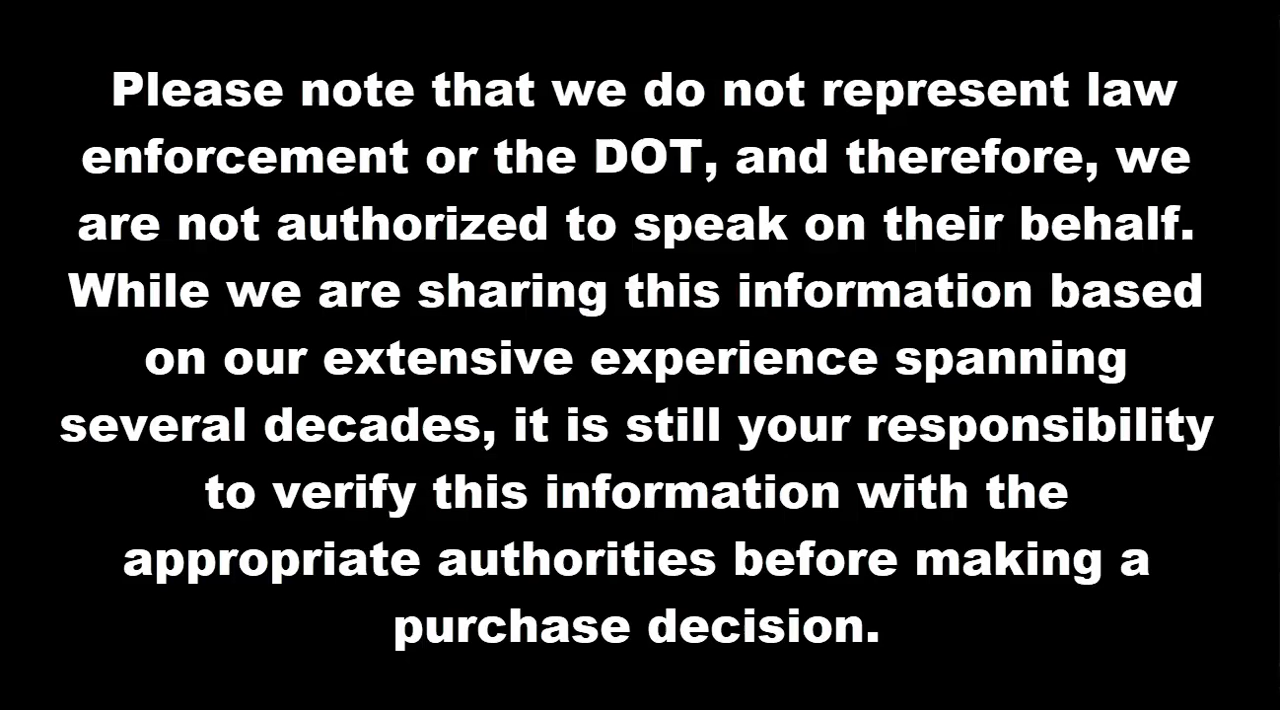 Please note that we do not represent law
enforcement or the DOT, and therefore, we
are not authorized to speak on their behalf.
While we are sharing this information based
on our extensive experience spanning
several decades, it is still your responsibility
to verify this information with the
appropriate authorities before making a
purchase decision.